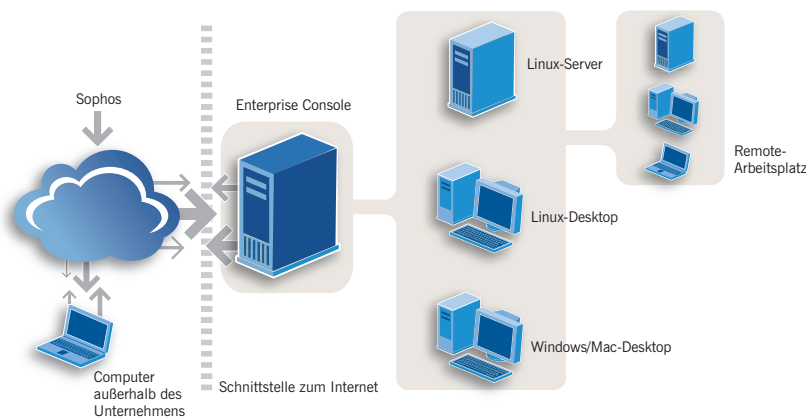 Sophos
Enterprise Console
Linux-Server
Remote-
Arbeitsplatz
Linux-Desktop
Windows/Mac-Desktop
Computer
außerhalb des
Unternehmens
Schnittstelle zum Internet